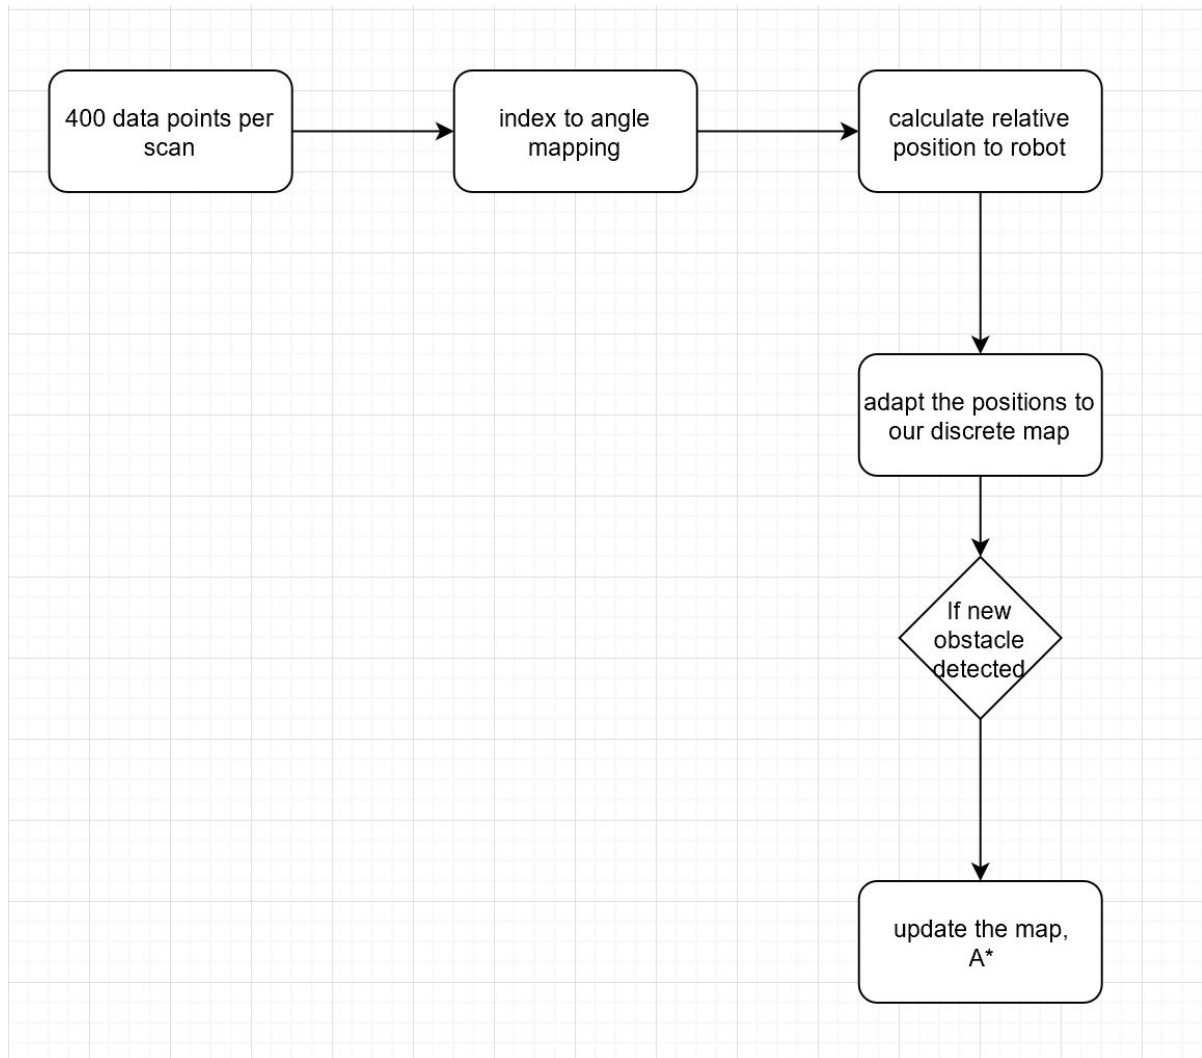 400 data points per
scan
index to angle
mapping
calculate relative
position to robot
adapt the positions to
our discrete map
If new
obstacle
detected
update the map,
A*